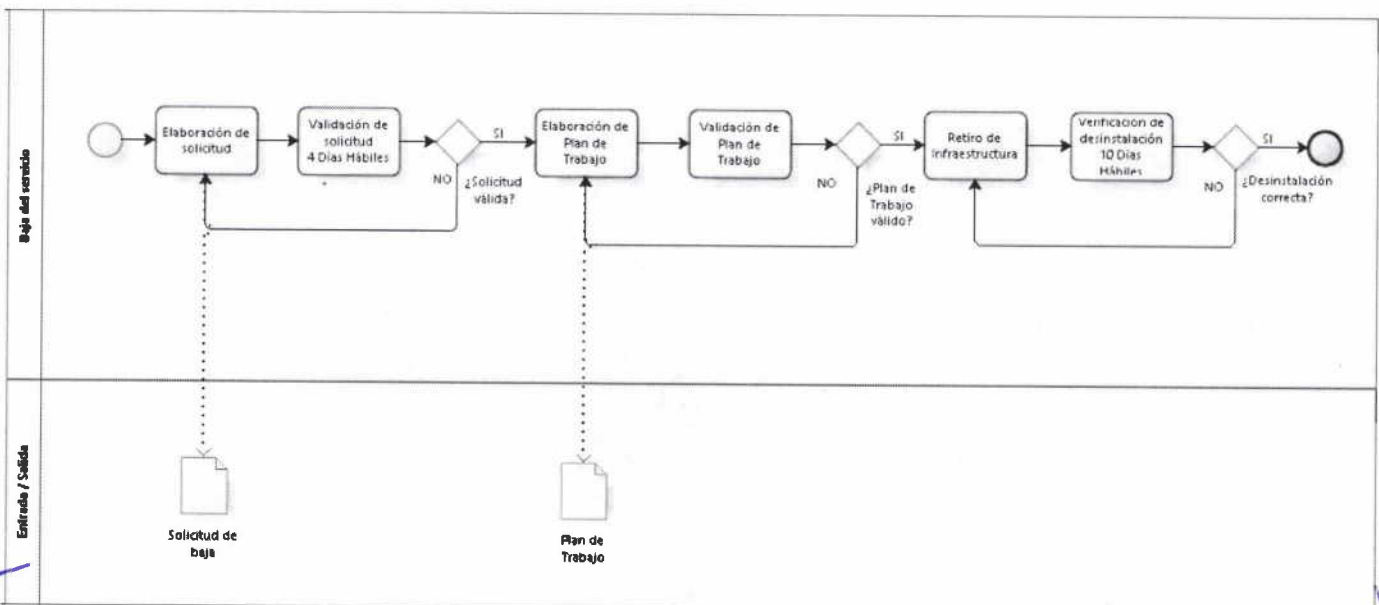 Baja del servicio
Elaboración de
solicitud
Validación de
solicitud
4 Días Hábiles
SI
NO
¿Solicitud
válida?
Elaboración de
Plan de
Trabajo
Validación de
Plan de
Trabajo
SI
NO
¿Plan de
Trabajo
válido?
Retiro de
Infraestructura
Verificación de
desinstalación
10 Días
Hábiles
SI
NO
¿Desinstalación
correcta?
Entrada / Salida
Solicitud de
baja
Plan de
Trabajo